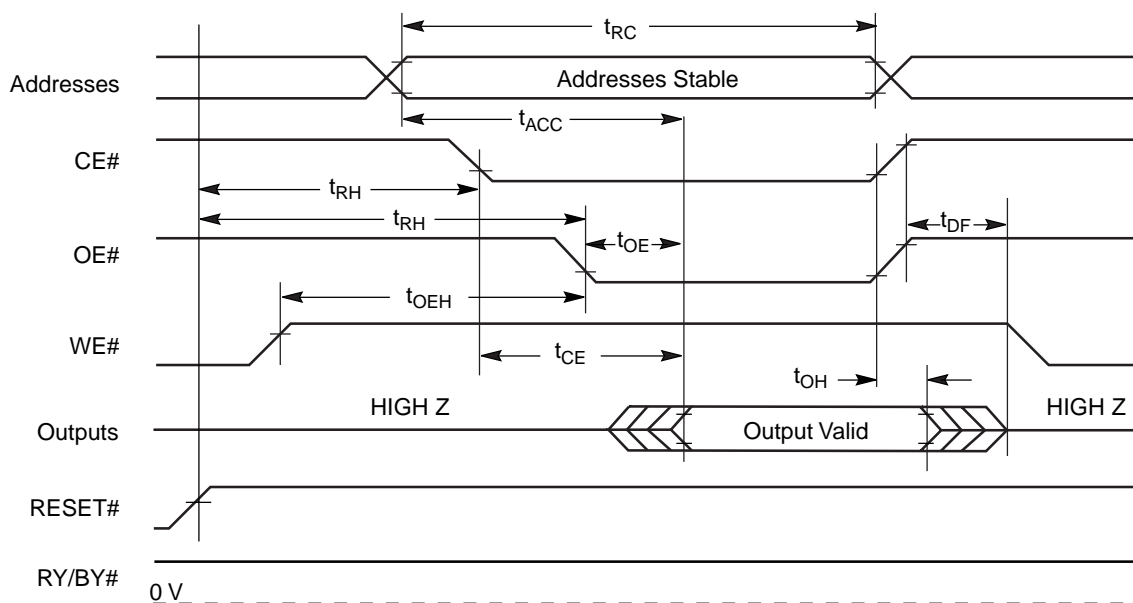 tRC
Addresses
Addresses Stable
tACC
CE#
tRH
tRH
tOE
tDF
OE#
tOEH
WE#
tCE
tOH
HIGH Z
HIGH Z
Outputs
Output Valid
RESET#
RY/BY#
0 V